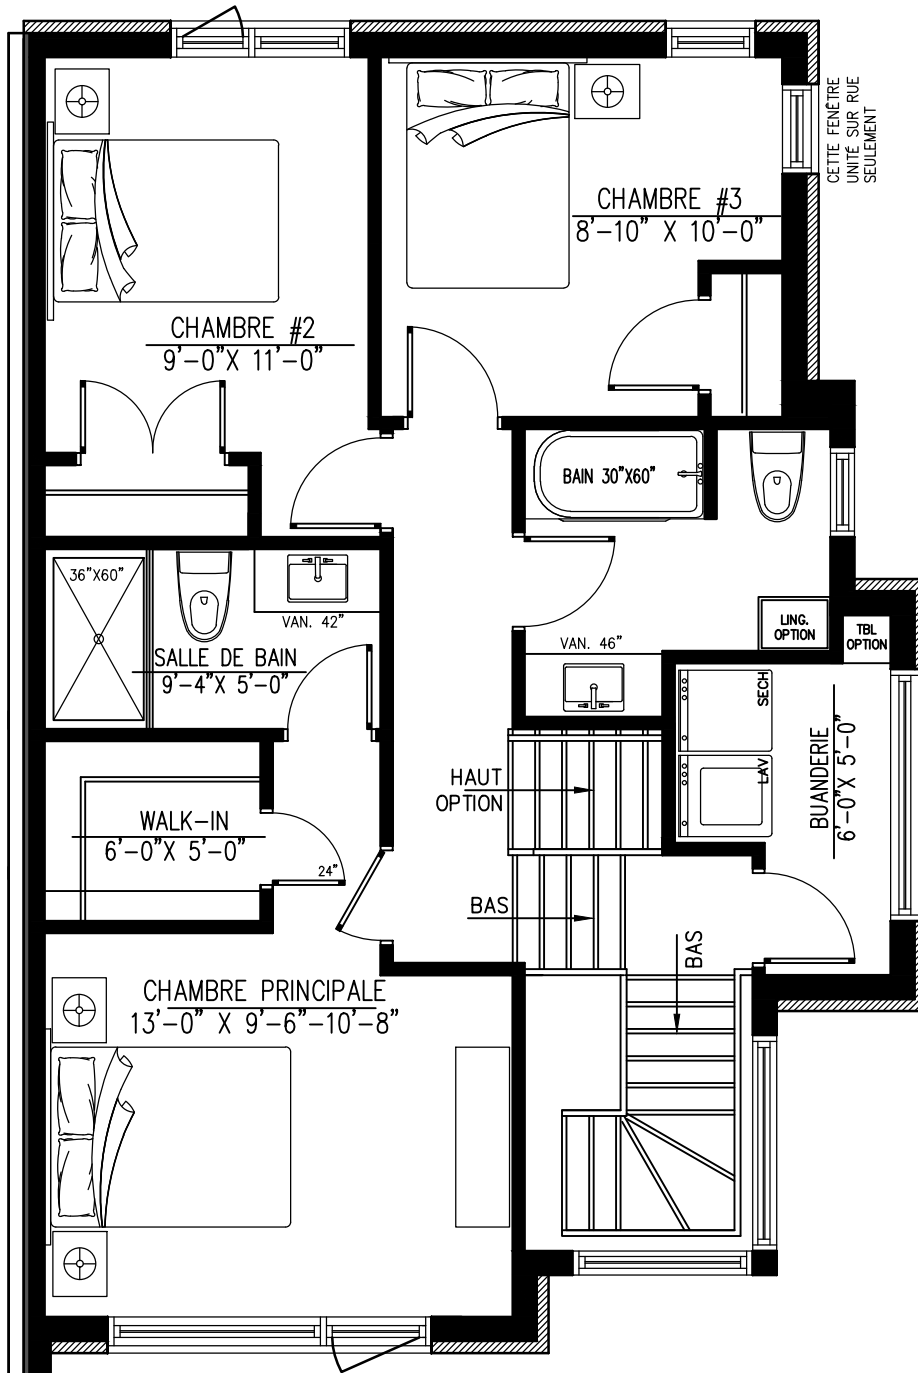 CETTE FENÊTRE
UNITÉ SUR RUE
SEULEMENT
CHAMBRE #3
8'-10" X 10'-0"
CHAMBRE #2
9'-0"X 11'-0"
BAIN 30"X60"
36"X60"
VAN. 42"
SALLE DE BAIN
9'-4"X 5'-0"
LING.
OPTION
TBL
OPTION
VAN. 46"
SECH
LAV
BUANDERIE
6'-0"X 5'-0"
HAUT
OPTION
WALK-IN
6'-0"X 5'-0"
24"
BAS
BAS
CHAMBRE PRINCIPALE
13'-0" X 9'-6"-10'-8"